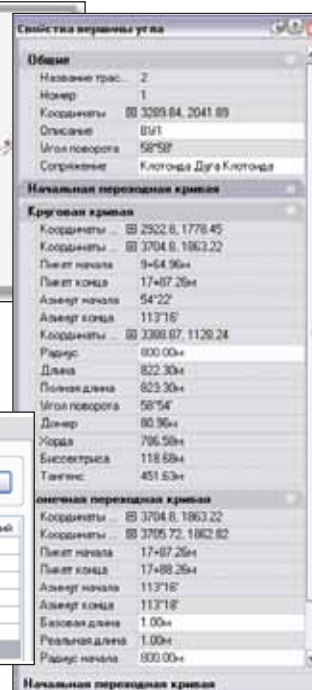 Свойства вершины угла
Общие
Название трас... 2
Номер 1
Координаты 3289.84, 2041.89
Описание ВУ1
Угол поворота 58°58'
Сопряжение Клотоида Дуга Клотоида
Начальная переходная кривая
Круговая кривая
Координаты ... 2922.8, 1778.45
Координаты ... 3704.8, 1863.22
Пикет начала 9+64.96м
Пикет конца 17+87.26м
Азимут начала 54°22'
Азимут конца 113°16'
Координаты ... 3388.87, 1128.24
Радиус 800.00м
Длина 822.30м
Полная длина 823.30м
Угол поворота 58°54'
Домер 80.96м
Хорда 786.58м
Биссектриса 118.68м
Тангенс 451.63м
онечная переходная кривая
Координаты ... 3704.8, 1863.22
Координаты ... 3705.72, 1862.82
Пикет начала 17+87.26м
Пикет конца 17+88.26м
Азимут начала 113°16'
Азимут конца 113°18'
Базовая длина 1.00м
Реальная длина 1.00м
Радиус начала 800.00м
Начальная переходная кривая